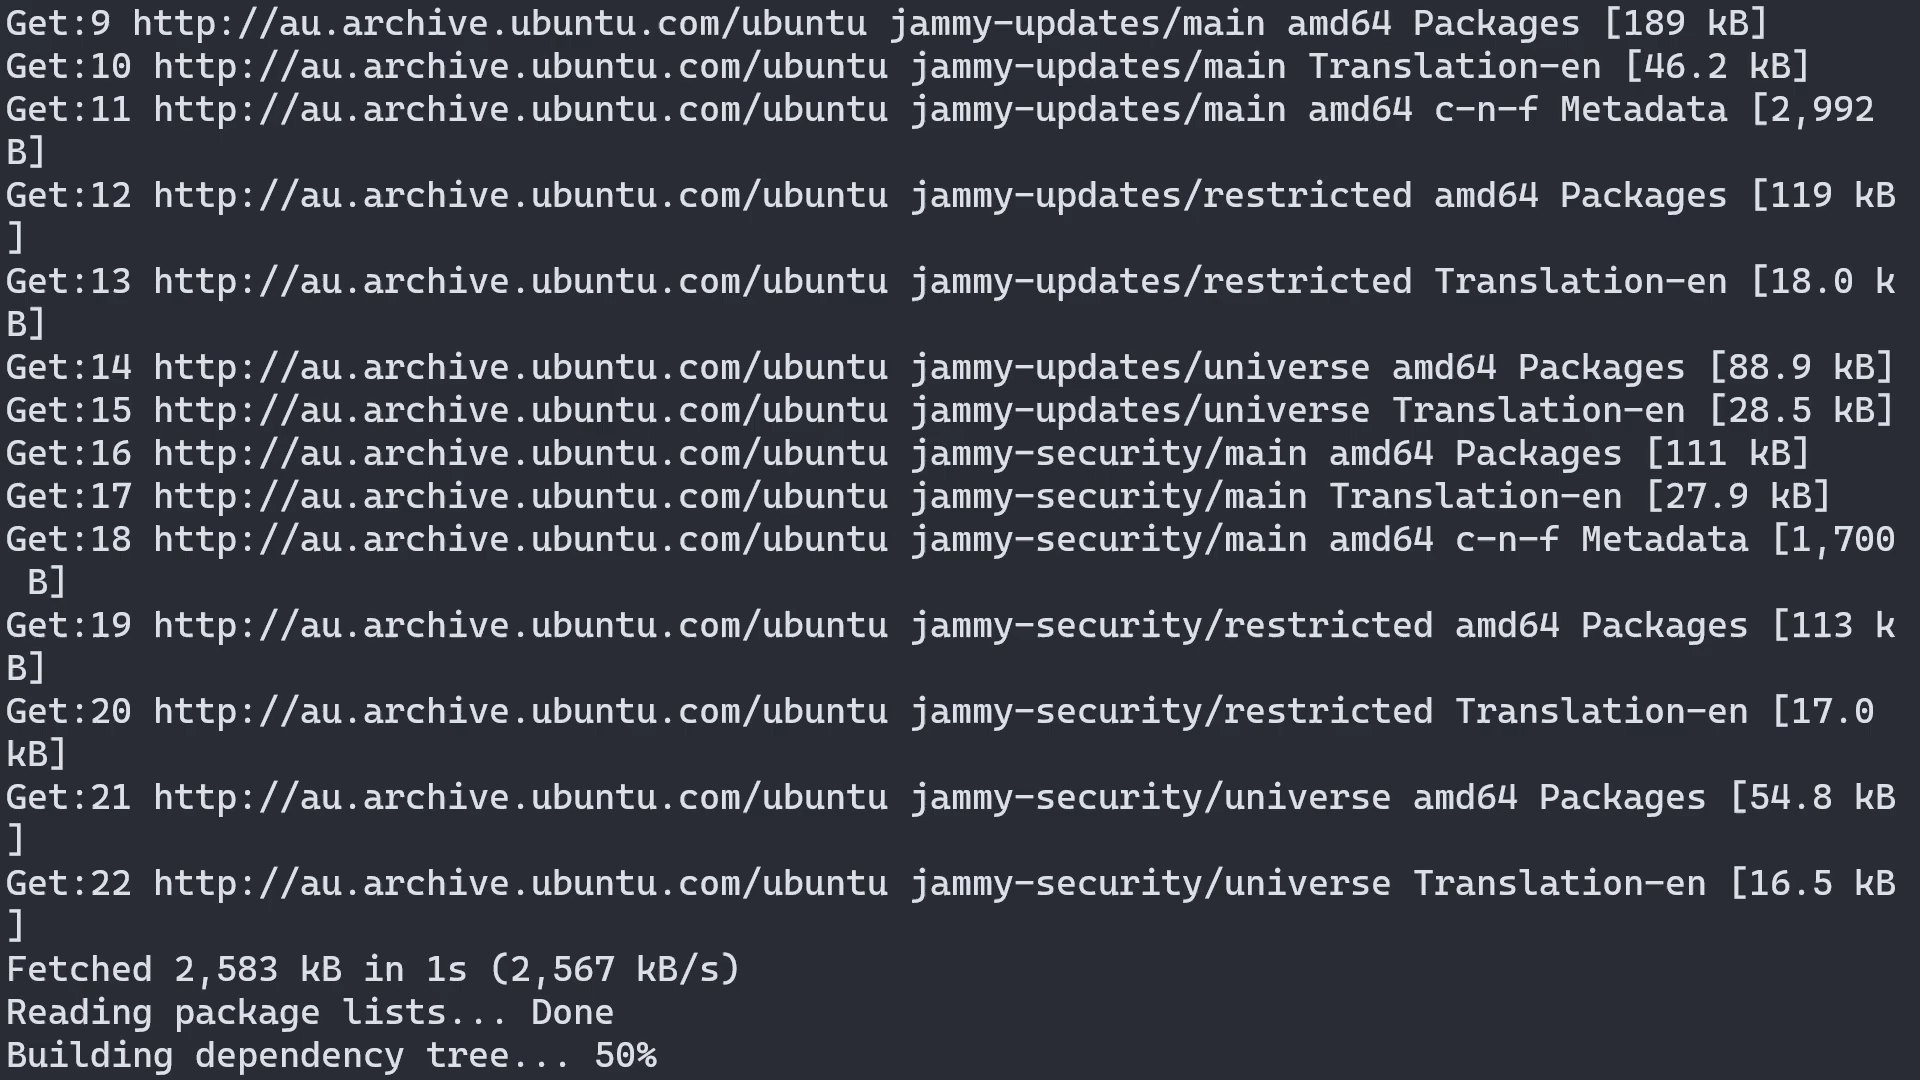 Get:9 http://au.archive.ubuntu.com/ubuntu jammy-updates/main amd64 Packages [189 kB]
Get:10 http://au.archive.ubuntu.com/ubuntu jammy-updates/main Translation-en [46.2 kB]
Get:11 http://au.archive.ubuntu.com/ubuntu jammy-updates/main amd64 c-n-f Metadata [2,992
B]
Get:12 http://au.archive.ubuntu.com/ubuntu jammy-updates/restricted amd64 Packages [119 kB
]
Get:13 http://au.archive.ubuntu.com/ubuntu jammy-updates/restricted Translation-en [18.0 k
B]
Get:14 http://au.archive.ubuntu.com/ubuntu jammy-updates/universe amd64 Packages [88.9 kB]
Get:15 http://au.archive.ubuntu.com/ubuntu jammy-updates/universe Translation-en [28.5 kB]
Get:16 http://au.archive.ubuntu.com/ubuntu jammy-security/main amd64 Packages [111 kB]
Get:17 http://au.archive.ubuntu.com/ubuntu jammy-security/main Translation-en [27.9 kB]
Get:18 http://au.archive.ubuntu.com/ubuntu jammy-security/main amd64 c-n-f Metadata [1,700
 B]
Get:19 http://au.archive.ubuntu.com/ubuntu jammy-security/restricted amd64 Packages [113 k
B]
Get:20 http://au.archive.ubuntu.com/ubuntu jammy-security/restricted Translation-en [17.0
kB]
Get:21 http://au.archive.ubuntu.com/ubuntu jammy-security/universe amd64 Packages [54.8 kB
]
Get:22 http://au.archive.ubuntu.com/ubuntu jammy-security/universe Translation-en [16.5 kB
]
Fetched 2,583 kB in 1s (2,567 kB/s)
Reading package lists... Done
Building dependency tree... 50%